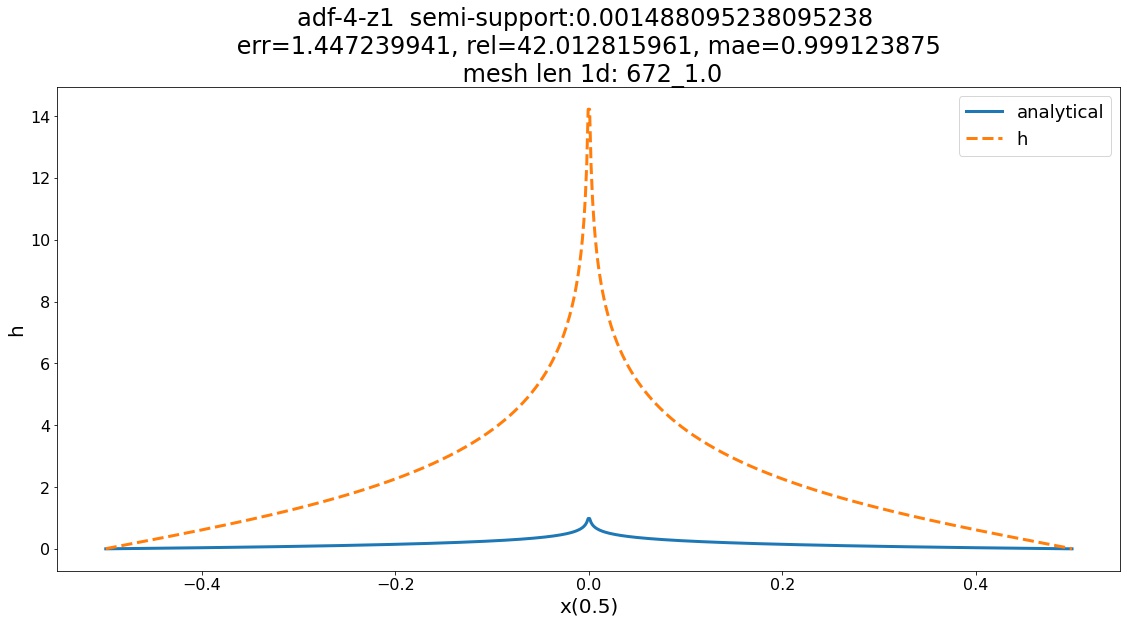 adf-4-z1  semi-support:0.001488095238095238
err=1.447239941, rel=42.012815961, mae=0.999123875
mesh len 1d: 672_1.0
analytical
h
14
12
10
8
6
4
2
0
h
−0.4
−0.2
0.0
0.2
0.4
x(0.5)